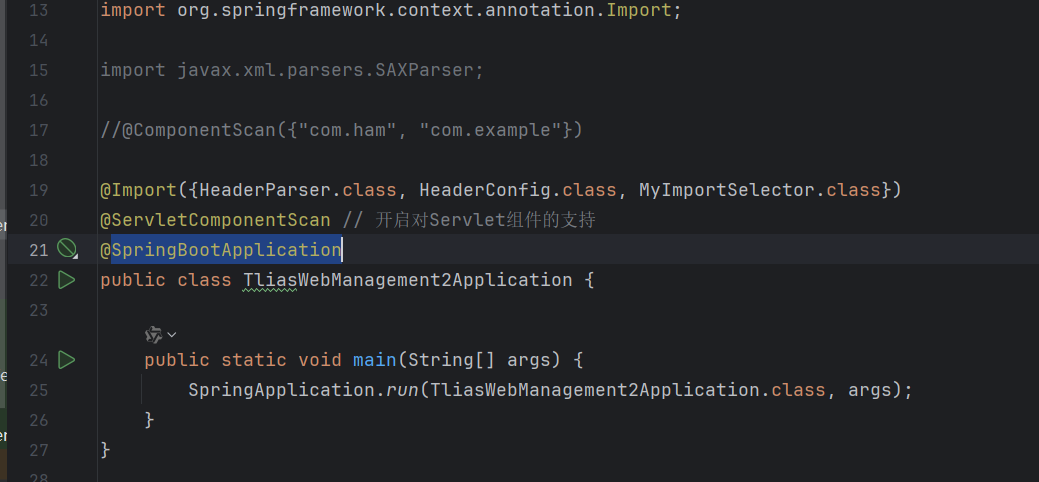 13 import org.springframework.context.annotation.Import;
14
15 import javax.xml.parsers.SAXParser;
16
17 //@ComponentScan({"com.ham", "com.example"})
18
19 @Import({HeaderParser.class, HeaderConfig.class, MyImportSelector.class})
20 @ServletComponentScan // 开启对Servlet组件的支持
21 @SpringBootApplication
22 public class TliasWebManagement2Application {
23
24 public static void main(String[] args) {
25 SpringApplication.run(TliasWebManagement2Application.class, args);
26 }
27 }
28